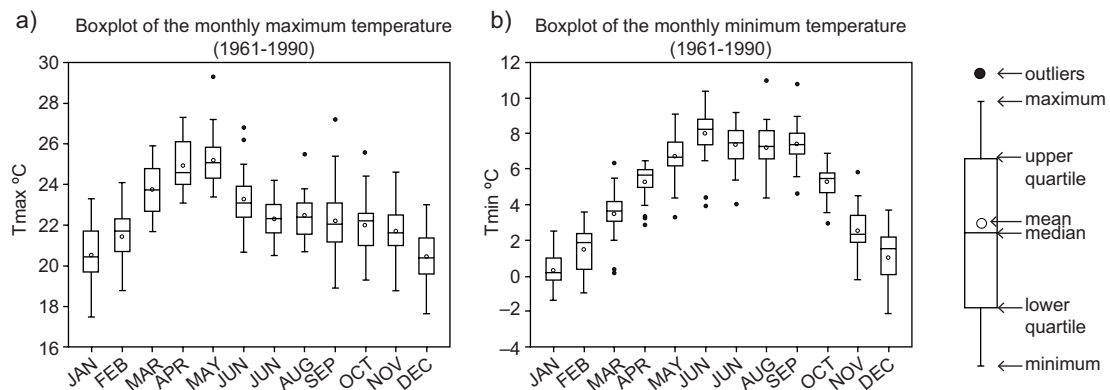 a)
Boxplot of the monthly maximum temperature
(1961-1990)
30
28
26
24
22
20
18
16
Tmax ºC
JAN
FEB
MAR
APR
MAY
JUN
JUN
AUG
SEP
OCT
NOV
DEC
b)
Boxplot of the monthly minimum temperature
(1961-1990)
12
10
8
6
4
2
0
–2
–4
Tmin ºC
JAN
FEB
MAR
APR
MAY
JUN
JUN
AUG
SEP
OCT
NOV
DEC
outliers
maximum
upper
quartile
mean
median
lower
quartile
minimum